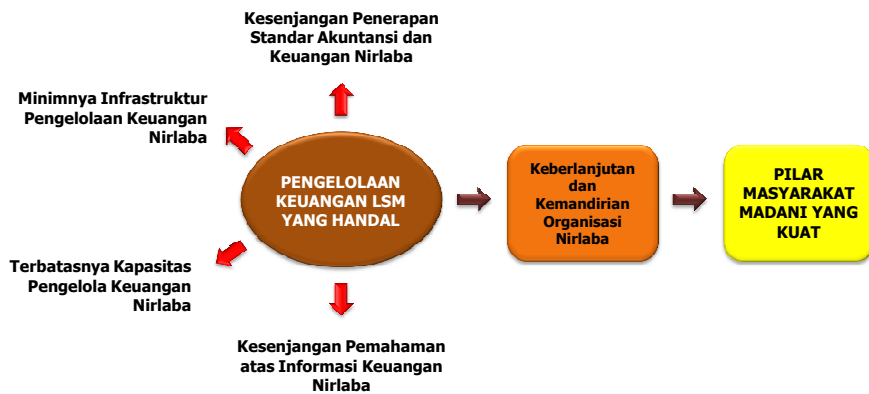 Kesenjangan Penerapan
Standar Akuntansi dan
Keuangan Nirlaba
Minimnya Infrastruktur
Pengelolaan Keuangan
Nirlaba
PENGELOLAAN
KEUANGAN LSM
YANG HANDAL
Keberlanjutan
dan
Kemandirian
Organisasi
Nirlaba
PILAR
MASYARAKAT
MADANI YANG
KUAT
Terbatasnya Kapasitas
Pengelola Keuangan
Nirlaba
Kesenjangan Pemahaman
atas Informasi Keuangan
Nirlaba